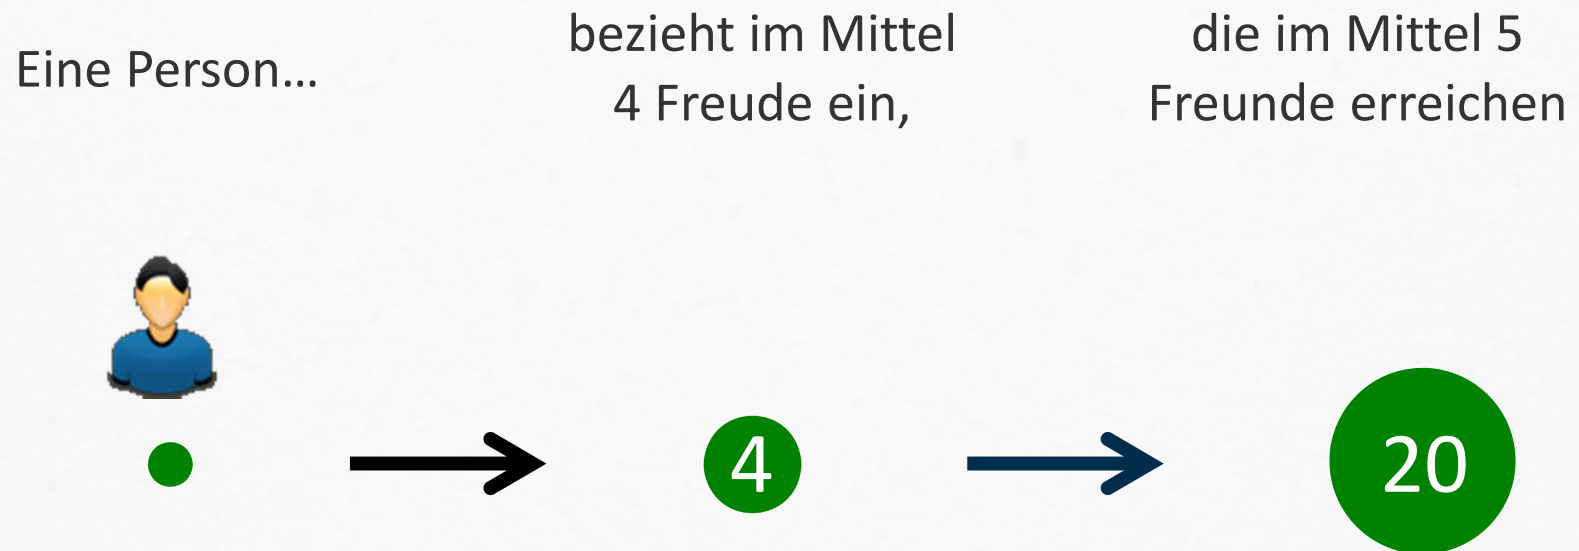 Eine Person...
bezieht im Mittel
4 Freude ein,
die im Mittel 5
Freunde erreichen
4
20